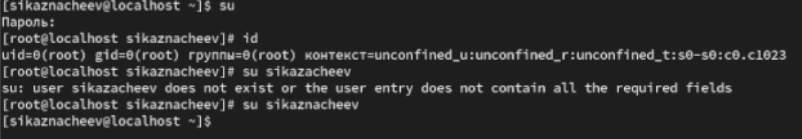 [sikaznacheev@localhost ~]$ su
Пароль:
[root@localhost sikaznacheev]# id
uid=0(root) gid=0(root) группы=0(root) контекст=unconfined_u:unconfined_r:unconfined_t:s0-s0:c0.c1023
[root@localhost sikaznacheev]# su sikazacheev
su: user sikazacheev does not exist or the user entry does not contain all the required fields
[root@localhost sikaznacheev]# su sikaznacheev
[sikaznacheev@localhost ~]$